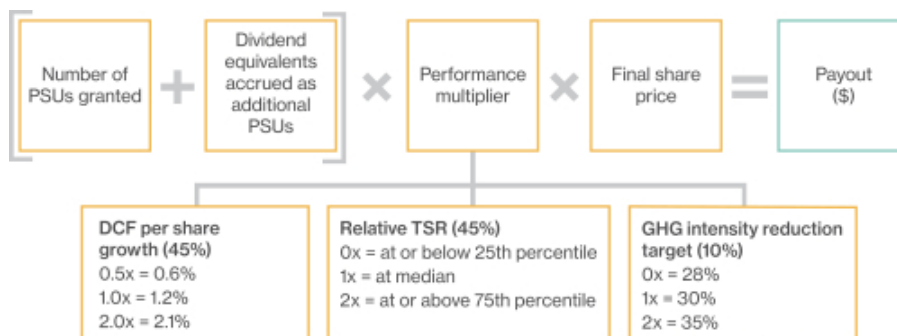 Number of
PSUs granted
+
Dividend
equivalents
accrued as
additional
PSUs
×
Performance
multiplier
×
Final share
price
=
Payout
($)
DCF per share
growth (45%)
0.5x = 0.6%
1.0x = 1.2%
2.0x = 2.1%
Relative TSR (45%)
0x = at or below 25th percentile
1x = at median
2x = at or above 75th percentile
GHG intensity reduction
target (10%)
0x = 28%
1x = 30%
2x = 35%